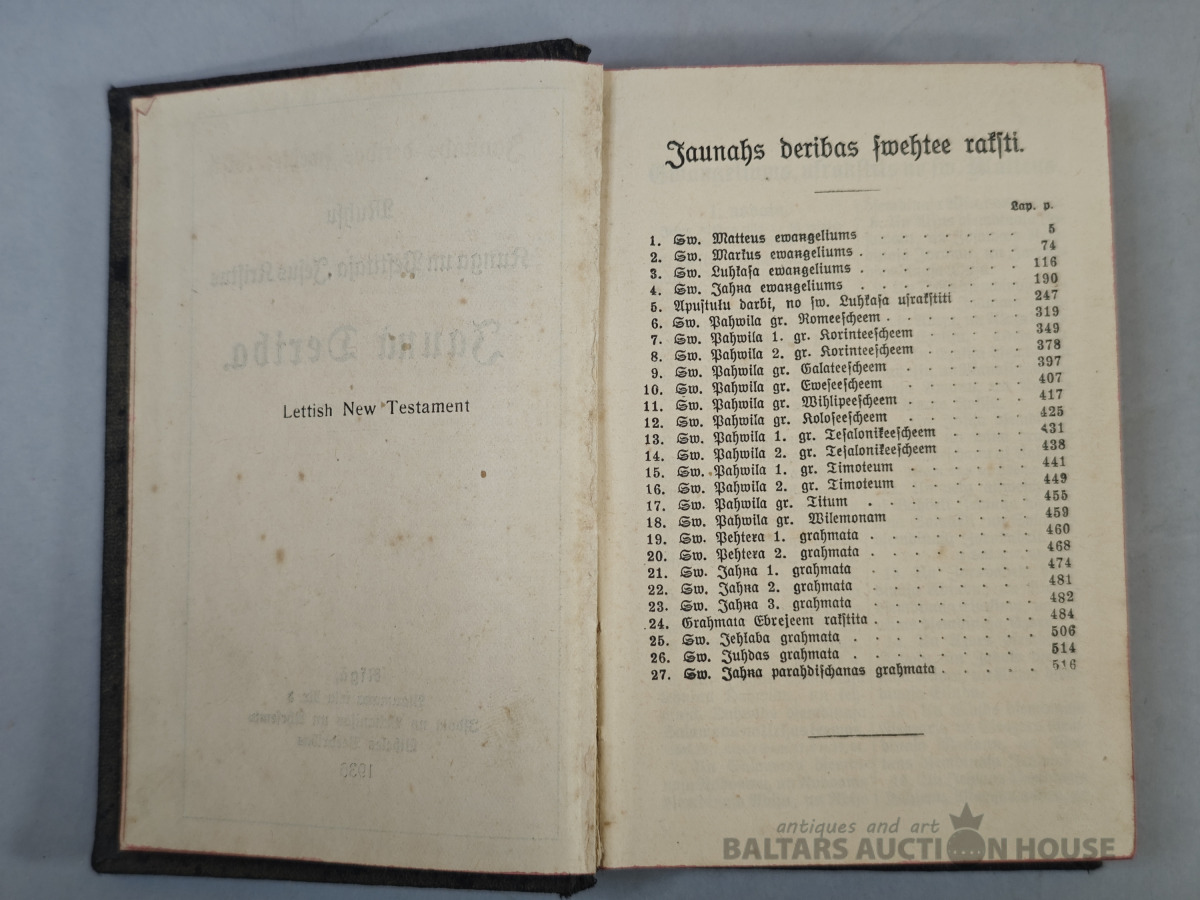 Lettish New Testament
Jaunahs deribas ſwehtee rakſti.
Lap. p.
1. Sw. Matteus ewangeliums . . . . . . . 5
2. Sw. Markus ewangeliums . . . . . . . 74
3. Sw. Luhkaſa ewangeliums . . . . . . . 116
4. Sw. Jahna ewangeliums . . . . . . . 190
5. Apuſtuļu darbi, no ſw. Luhkaſa uſrakſtiti . . . 247
6. Sw. Pahwila gr. Romeeſcheem . . . . . . 319
7. Sw. Pahwila 1. gr. Korinteeſcheem . . . . 349
8. Sw. Pahwila 2. gr. Korinteeſcheem . . . . . 378
9. Sw. Pahwila gr. Galateeſcheem . . . . . 397
10. Sw. Pahwila gr. Eweſeeſcheem . . . . . 407
11. Sw. Pahwila gr. Wihlipeeſcheem . . . . . 417
12. Sw. Pahwila gr. Koloſeeſcheem . . . . . 425
13. Sw. Pahwila 1. gr. Teſalonikeeſcheem . . . . 431
14. Sw. Pahwila 2. gr. Teſalonikeeſcheem . . . . 438
15. Sw. Pahwila 1. gr. Timoteum . . . . . 441
16. Sw. Pahwila 2. gr. Timoteum . . . . . 449
17. Sw. Pahwila gr. Titum . . . . . . 455
18. Sw. Pahwila gr. Wilemonam . . . . . 459
19. Sw. Pehtera 1. grahmata . . . . . . 460
20. Sw. Pehtera 2. grahmata . . . . . . 468
21. Sw. Jahna 1. grahmata . . . . . . 474
22. Sw. Jahna 2. grahmata . . . . . . 481
23. Sw. Jahna 3. grahmata . . . . . . 482
24. Grahmata Ebrejeem rakſtita . . . . . . 484
25. Sw. Jehkaba grahmata . . . . . . 506
26. Sw. Juhdas grahmata . . . . . . 514
27. Sw. Jahna parahdiſchanas grahmata . . . . 516
antiques and art
BALTARS AUCTION HOUSE